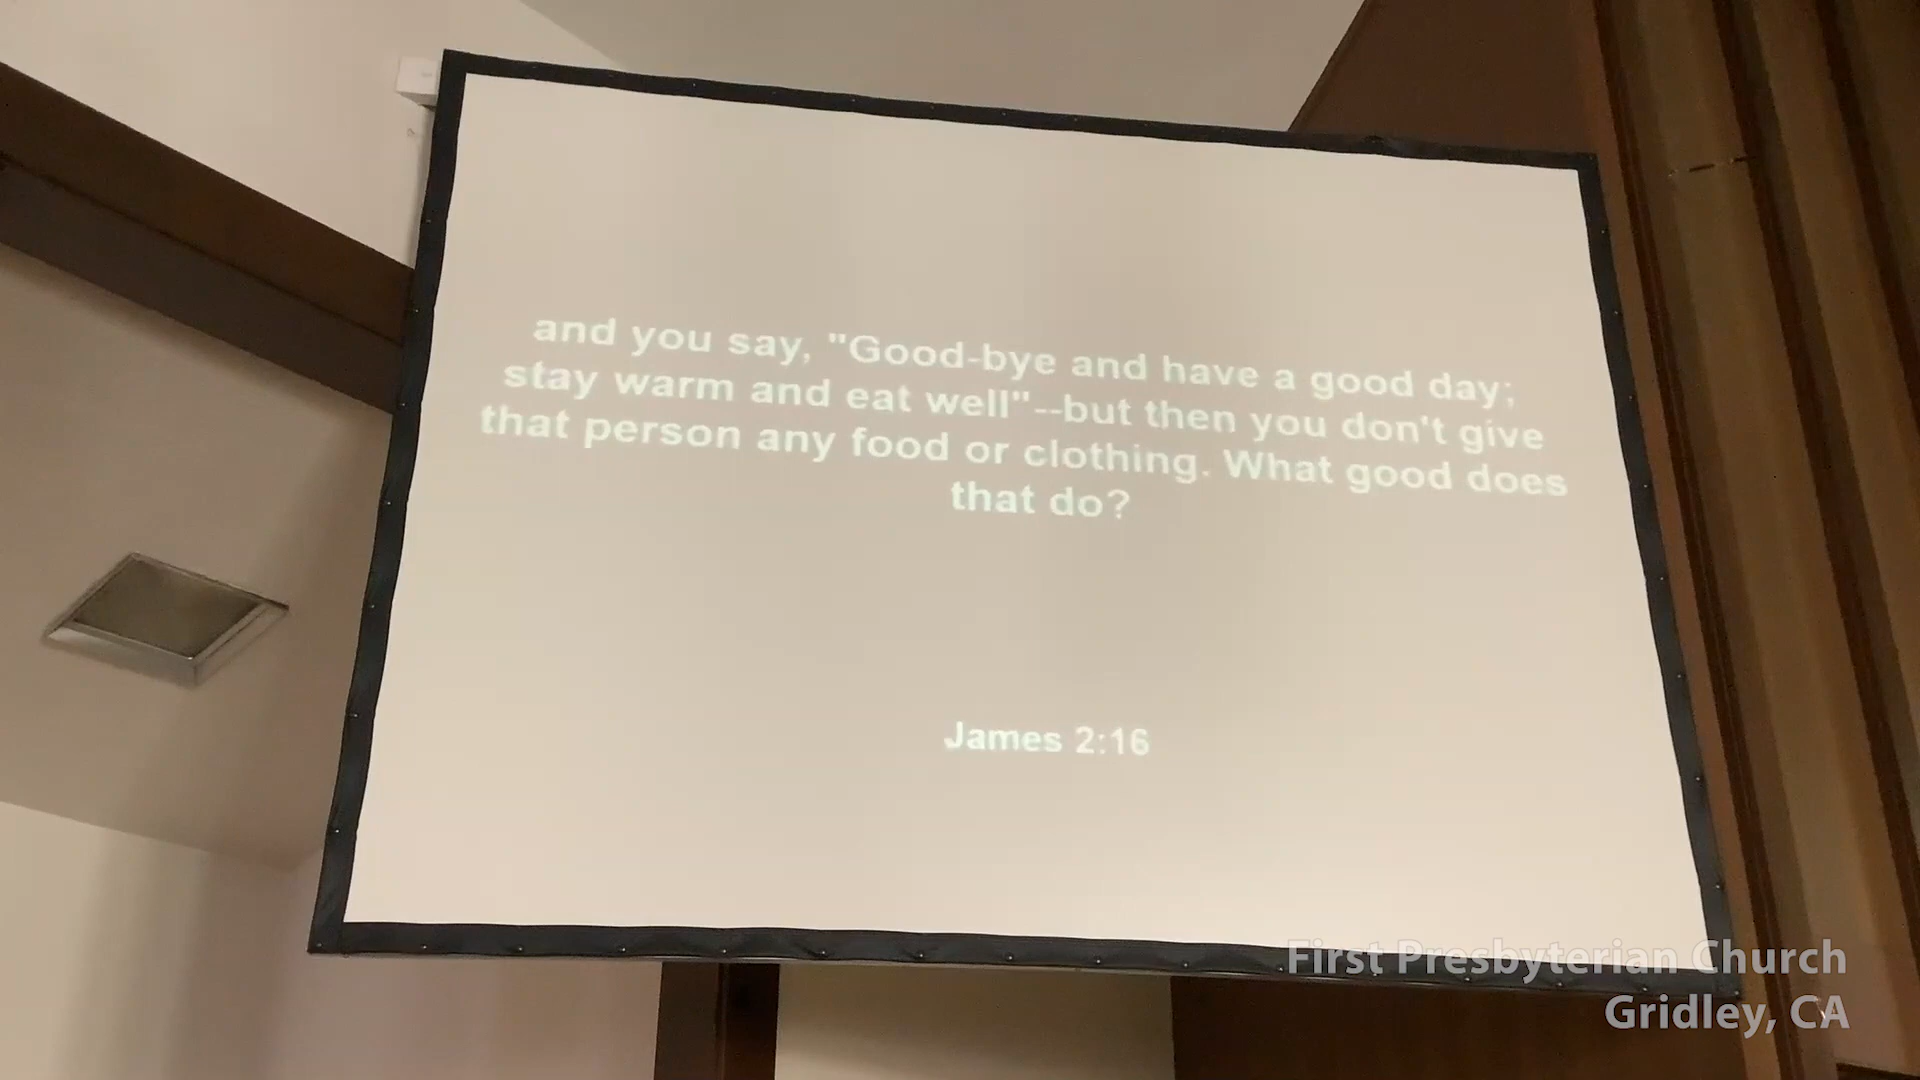 and you say, "Good-bye and have a good day;
stay warm and eat well"--but then you don't give
that person any food or clothing. What good does
that do?
James 2:16
First Presbyterian Church
Gridley, CA